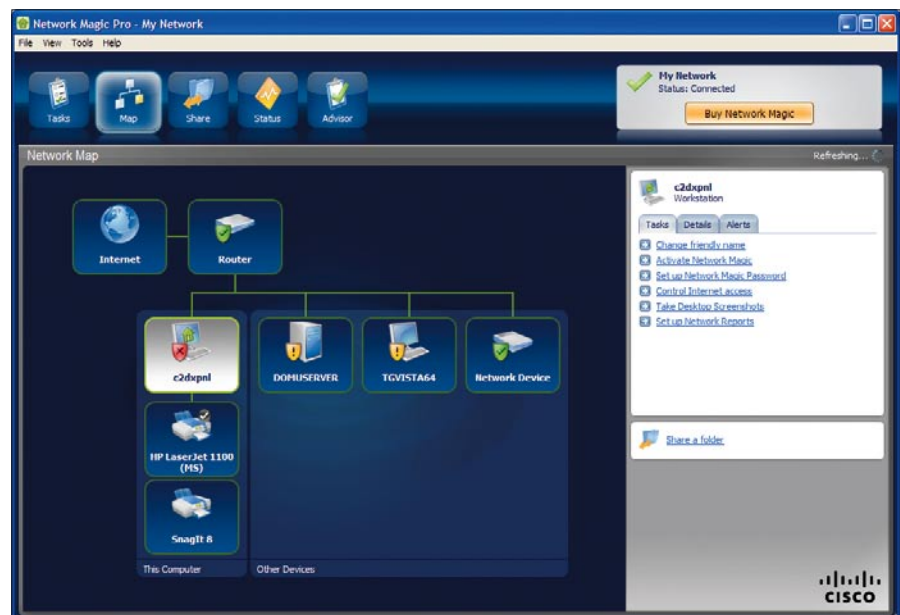 Network Magic Pro - My Network
File View Tools Help
Tasks
Map
Share
Status
Advisor
My Network
Status: Connected
Buy Network Magic
Network Map
Refreshing...
Internet
Router
c2dxpnl
DOMUSERVER
TGVISTA64
Network Device
HP LaserJet 1100
(MS)
SnagIt 8
This Computer
Other Devices
c2dxpnl
Workstation
Tasks
Details
Alerts
Change friendly name
Activate Network Magic
Set up Network Magic Password
Control Internet access
Take Desktop Screenshots
Set up Network Reports
Share a folder
CISCO